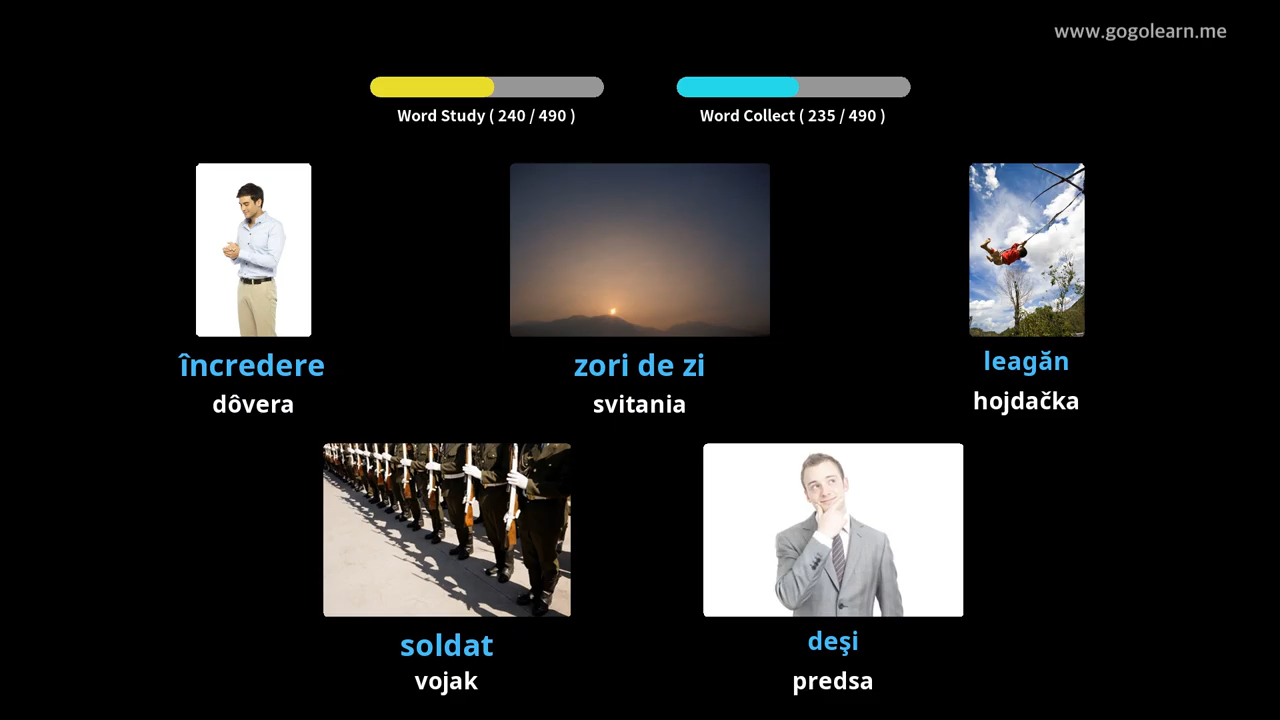 www.gogolearn.me
Word Study ( 240 / 490 )
Word Collect ( 235 / 490 )
încredere
dôvera
zori de zi
svitania
leagăn
hojdačka
soldat
vojak
deşi
predsa